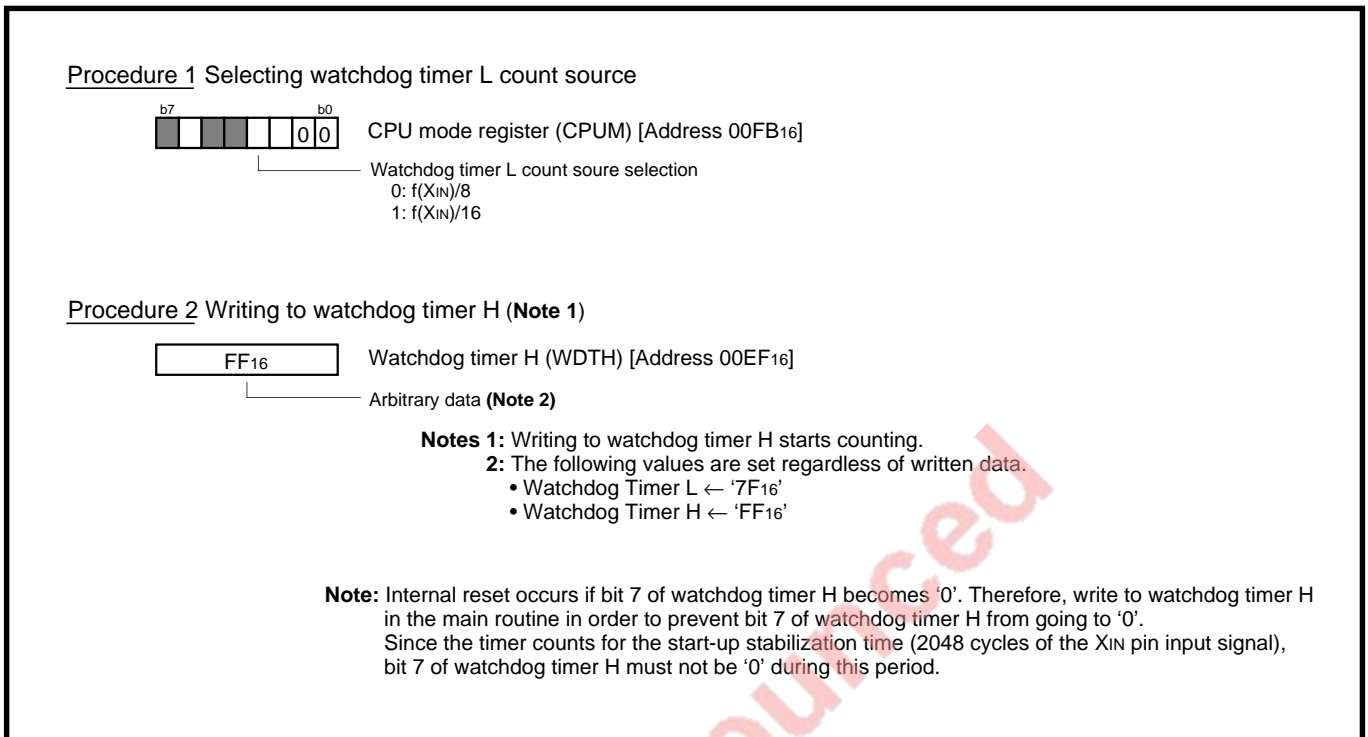 Procedure 1 Selecting watchdog timer L count source
b7 b0
0 0 CPU mode register (CPUM) [Address 00FB16]
Watchdog timer L count soure selection
0: f(XIN)/8
1: f(XIN)/16
Procedure 2 Writing to watchdog timer H (Note 1)
FF16 Watchdog timer H (WDTH) [Address 00EF16]
Arbitrary data (Note 2)
Notes 1: Writing to watchdog timer H starts counting.
2: The following values are set regardless of written data.
• Watchdog Timer L ← ‘7F16’
• Watchdog Timer H ← ‘FF16’
Note: Internal reset occurs if bit 7 of watchdog timer H becomes ‘0’. Therefore, write to watchdog timer H
in the main routine in order to prevent bit 7 of watchdog timer H from going to ‘0’.
Since the timer counts for the start-up stabilization time (2048 cycles of the XIN pin input signal),
bit 7 of watchdog timer H must not be ‘0’ during this period.
ounced